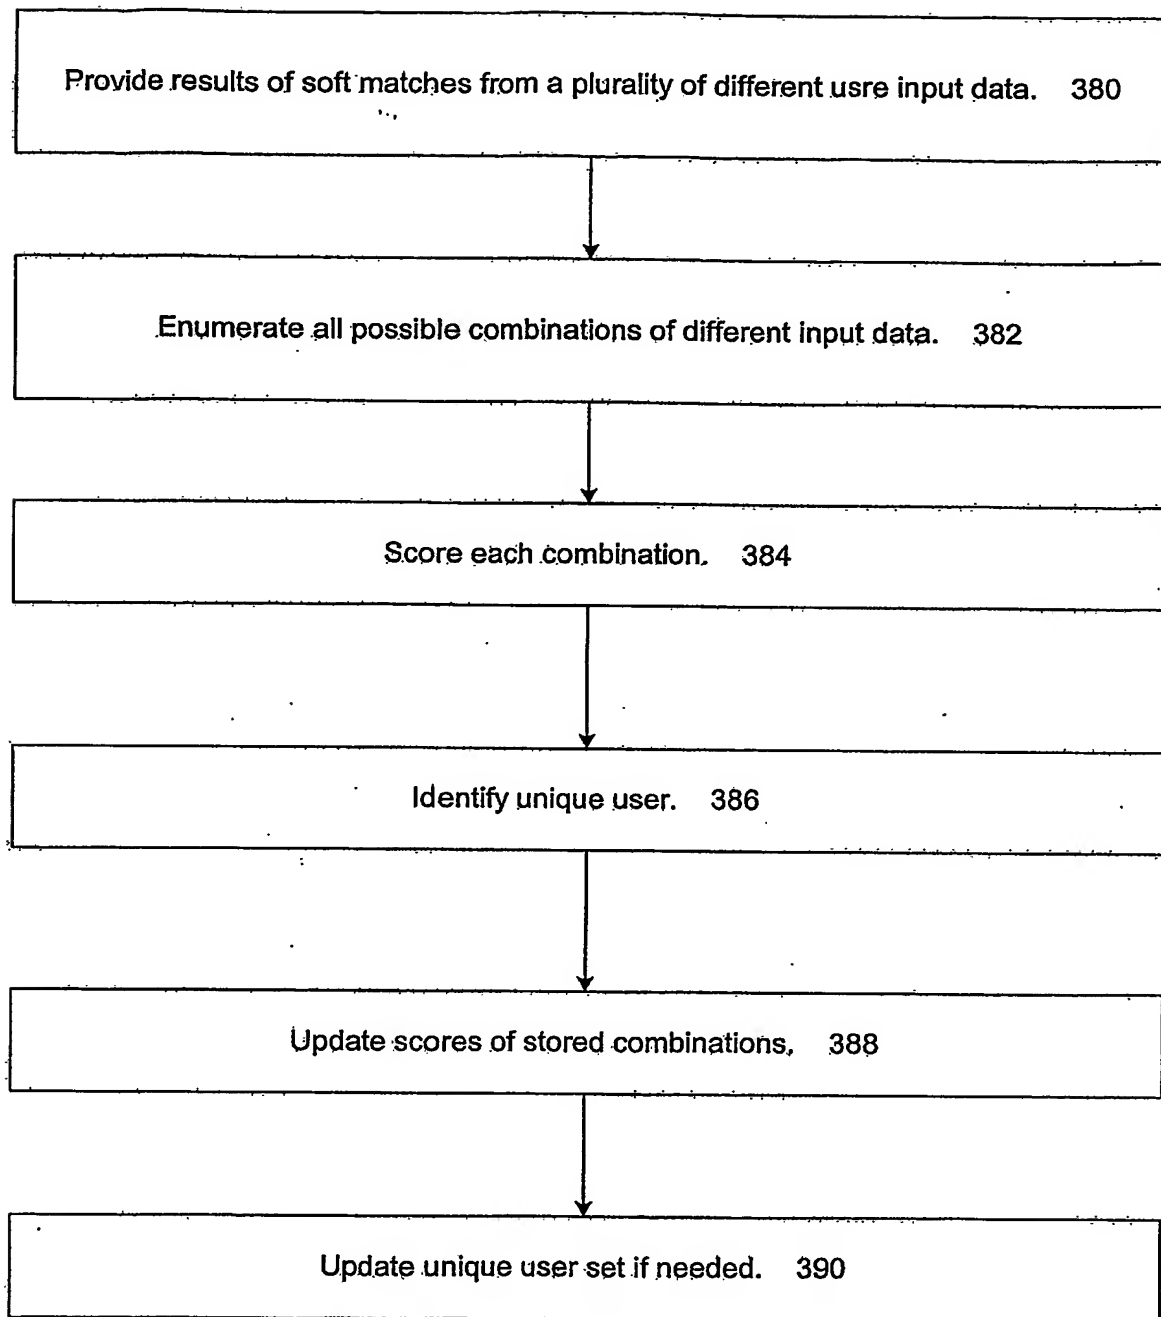 Provide results of soft matches from a plurality of different usre input data. 380
Enumerate all possible combinations of different input data. 382
Score each combination. 384
Identify unique user. 386
Update scores of stored combinations. 388
Update unique user set if needed. 390